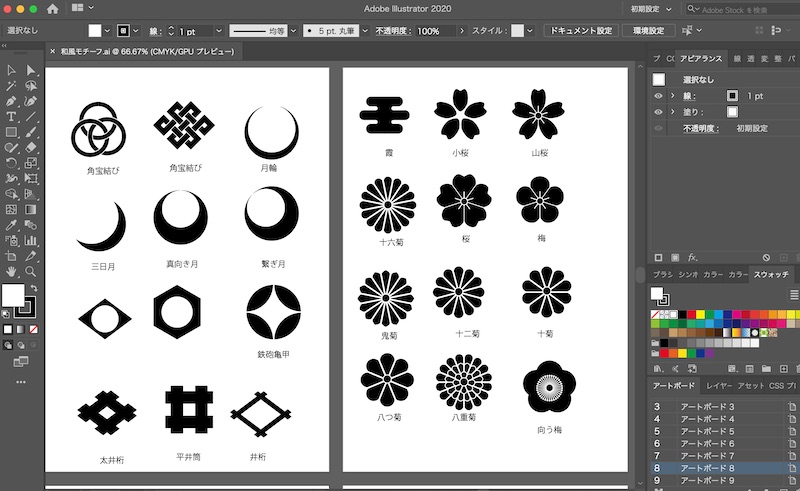 Adobe Illustrator 2020
初期設定
Adobe Stock を検索
選択なし
線 :
1 pt
均等
5 pt. 丸筆
不透明度 :
100%
スタイル :
ドキュメント設定
環境設定
× 和風モチーフ.ai @ 66.67% (CMYK/GPU プレビュー)
角宝結び
角宝結び
月輪
三日月
真向き月
繋ぎ月
鉄砲亀甲
太井桁
平井筒
井桁
霞
小桜
山桜
十六菊
桜
梅
鬼菊
十二菊
十菊
八つ菊
八重菊
向う梅
プ
CC
アピアランス
線
透
変
整
パ
選択なし
線 :
1 pt
塗り :
不透明度 :
初期設定
fx.
ブラシ
シンボ
カラー
カラー
スウォッチ
アートボード
レイヤー
アセット
CSS プロ
3 アートボード 3
4 アートボード 4
5 アートボード 5
6 アートボード 6
7 アートボード 7
8 アートボード 8
9 アートボード 9